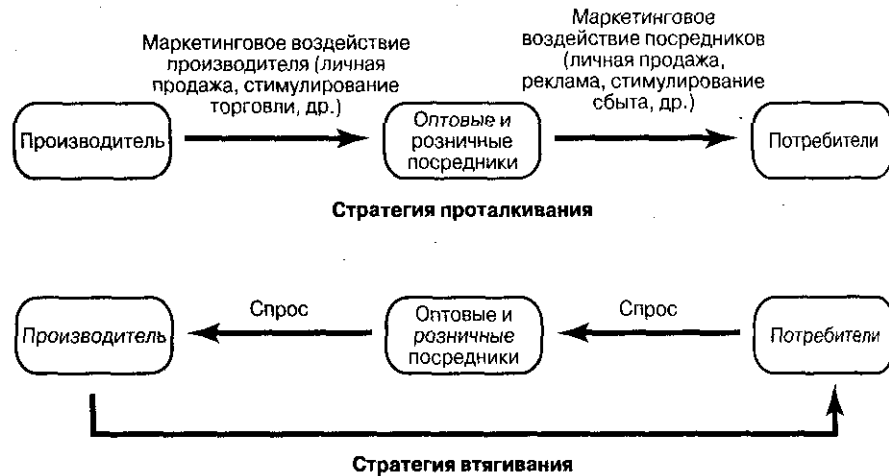 Маркетинговое воздействие
производителя (личная
продажа, стимулирование
торговли, др.)
Маркетинговое
воздействие посредников
(личная продажа,
реклама, стимулирование
сбыта, др.)
Производитель
Оптовые и
розничные
посредники
Потребители
Стратегия проталкивания
Производитель
Спрос
Оптовые и
розничные
посредники
Спрос
Потребители
Стратегия втягивания